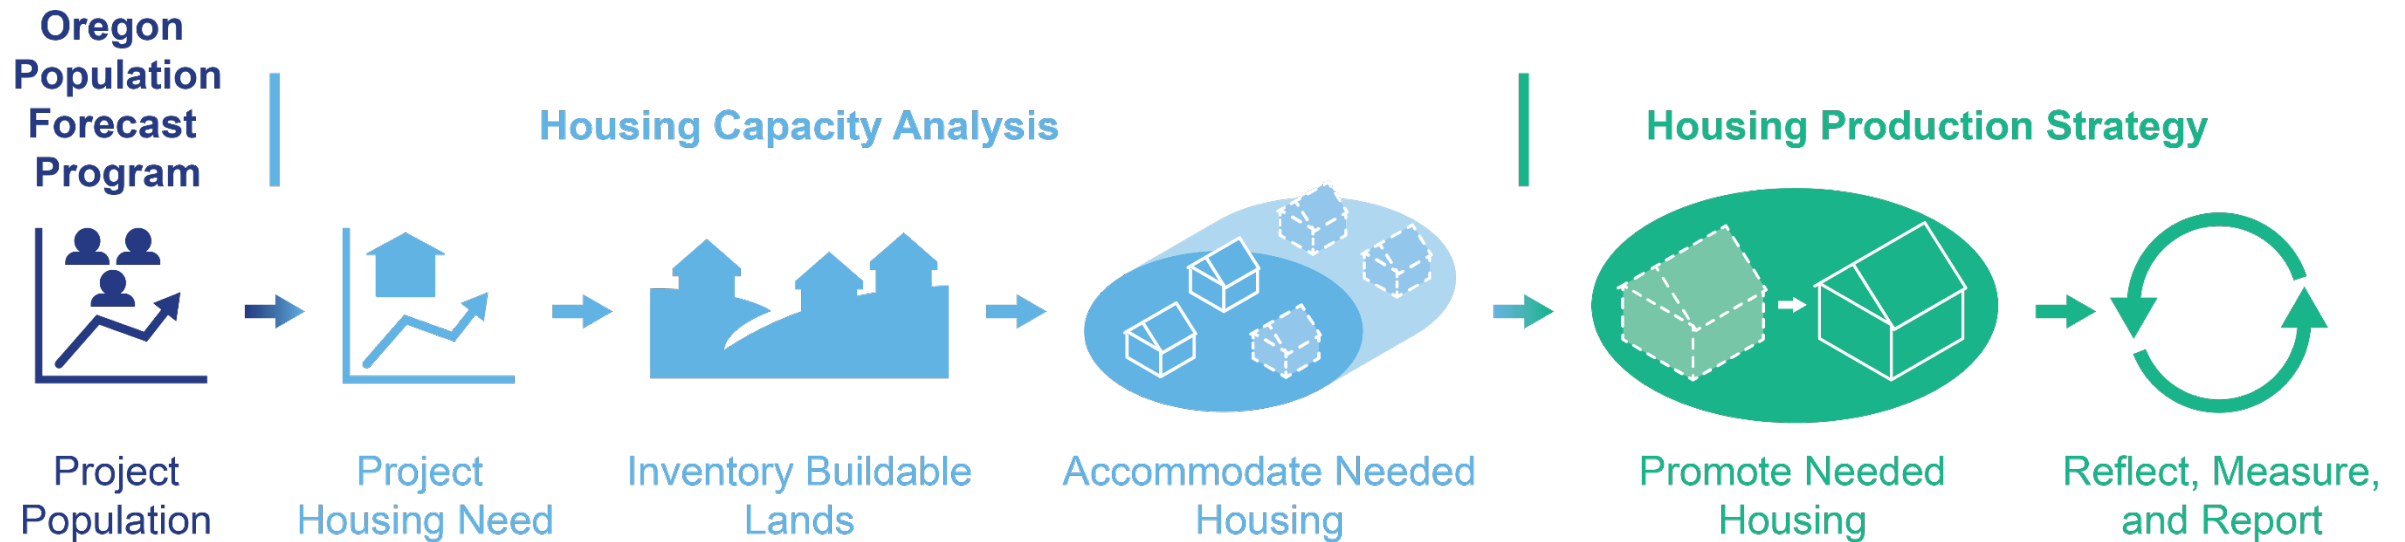 Oregon
Population
Forecast
Program
Housing Capacity Analysis
Housing Production Strategy
Project
Population
Project
Housing Need
Inventory Buildable
Lands
Accommodate Needed
Housing
Promote Needed
Housing
Reflect, Measure,
and Report